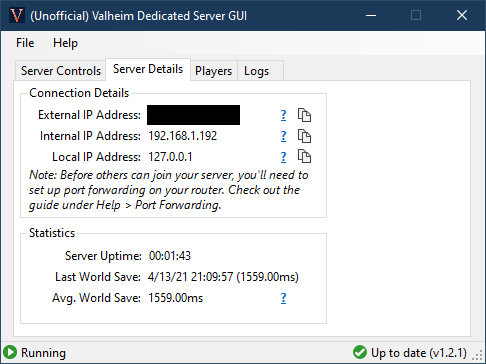 V (Unofficial) Valheim Dedicated Server GUI
File Help
Server Controls Server Details Players Logs
Connection Details
External IP Address: ?
Internal IP Address: 192.168.1.192 ?
Local IP Address: 127.0.0.1 ?
Note: Before others can join your server, you'll need to
set up port forwarding on your router. Check out the
guide under Help > Port Forwarding.
Statistics
Server Uptime: 00:01:43
Last World Save: 4/13/21 21:09:57 (1559.00ms)
Avg. World Save: 1559.00ms ?
Running Up to date (v1.2.1)